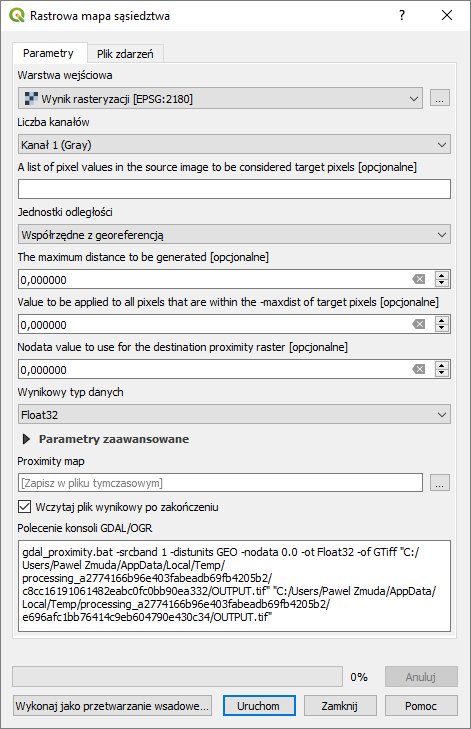 Rastrowa mapa sąsiedztwa
Parametry
Plik zdarzeń
Warstwa wejściowa
Wynik rasteryzacji [EPSG:2180]
...
Liczba kanałów
Kanał 1 (Gray)
A list of pixel values in the source image to be considered target pixels [opcjonalne]
Jednostki odległości
Współrzędne z georeferencją
The maximum distance to be generated [opcjonalne]
0,000000
Value to be applied to all pixels that are within the -maxdist of target pixels [opcjonalne]
0,000000
Nodata value to use for the destination proximity raster [opcjonalne]
0,000000
Wynikowy typ danych
Float32
Parametry zaawansowane
Proximity map
[Zapisz w pliku tymczasowym]
...
Wczytaj plik wynikowy po zakończeniu
Polecenie konsoli GDAL/OGR
gdal_proximity.bat -srcband 1 -distunits GEO -nodata 0.0 -ot Float32 -of GTiff "C:/
Users/Pawel Zmuda/AppData/Local/Temp/
processing_a2774166b96e403fabeadb69fb4205b2/
c8cc16191061482eabc0fc0bb90ea332/OUTPUT.tif" "C:/Users/Pawel Zmuda/AppData/
Local/Temp/processing_a2774166b96e403fabeadb69fb4205b2/
e696afc1bb76414c9eb604790e430c34/OUTPUT.tif"
0%
Anuluj
Wykonaj jako przetwarzanie wsadowe...
Uruchom
Zamknij
Pomoc